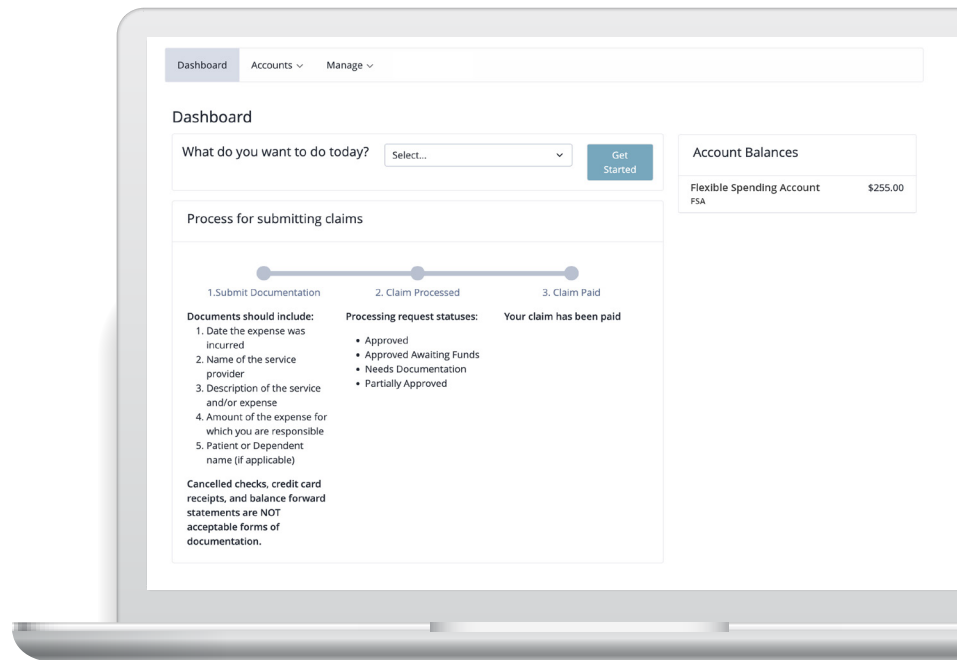 Dashboard Accounts Manage
Dashboard
What do you want to do today? Select... Get
Started
Account Balances
Flexible Spending Account $255.00
FSA
Process for submitting claims
1.Submit Documentation 2. Claim Processed 3. Claim Paid
Documents should include:
1. Date the expense was
incurred
2. Name of the service
provider
3. Description of the service
and/or expense
4. Amount of the expense for
which you are responsible
5. Patient or Dependent
name (if applicable)
Cancelled checks, credit card
receipts, and balance forward
statements are NOT
acceptable forms of
documentation.
Processing request statuses:
• Approved
• Approved Awaiting Funds
• Needs Documentation
• Partially Approved
Your claim has been paid